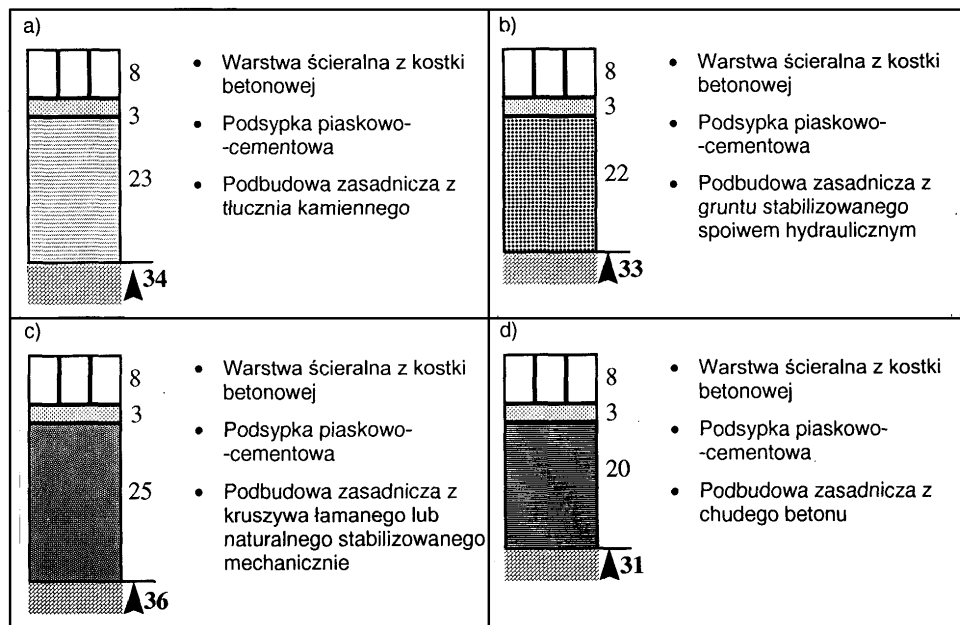 a)
8
3
23
34
• Warstwa ścieralna z kostki
betonowej
• Podsypka piaskowo-
-cementowa
• Podbudowa zasadnicza z
tłucznia kamiennego
b)
8
3
22
33
• Warstwa ścieralna z kostki
betonowej
• Podsypka piaskowo-
-cementowa
• Podbudowa zasadnicza z
gruntu stabilizowanego
spoiwem hydraulicznym
c)
8
3
25
36
• Warstwa ścieralna z kostki
betonowej
• Podsypka piaskowo-
-cementowa
• Podbudowa zasadnicza z
kruszywa łamanego lub
naturalnego stabilizowanego
mechanicznie
d)
8
3
20
31
• Warstwa ścieralna z kostki
betonowej
• Podsypka piaskowo-
-cementowa
• Podbudowa zasadnicza z
chudego betonu